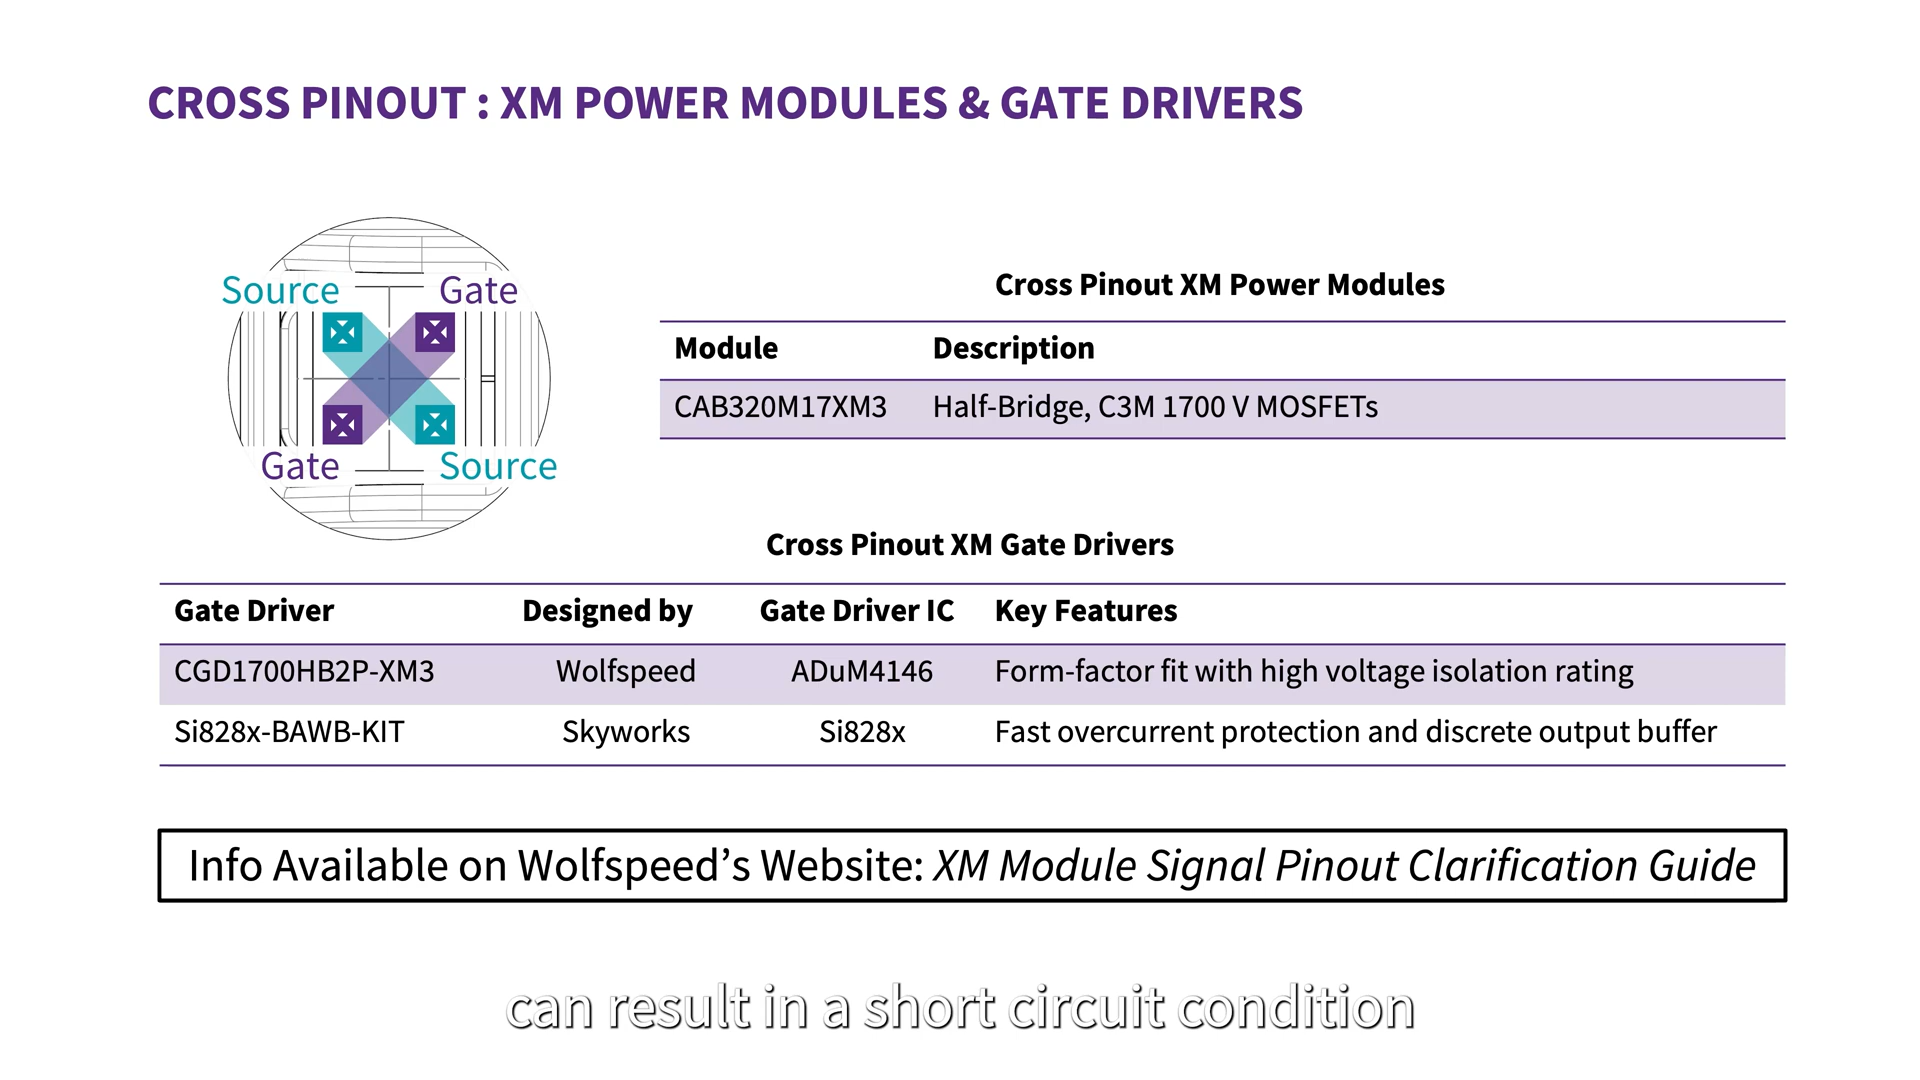 CROSS PINOUT : XM POWER MODULES & GATE DRIVERS
Source Gate
Gate Source
Cross Pinout XM Power Modules
Module Description
CAB320M17XM3 Half-Bridge, C3M 1700 V MOSFETs
Cross Pinout XM Gate Drivers
Gate Driver Designed by Gate Driver IC Key Features
CGD1700HB2P-XM3 Wolfspeed ADuM4146 Form-factor fit with high voltage isolation rating
Si828x-BAWB-KIT Skyworks Si828x Fast overcurrent protection and discrete output buffer
Info Available on Wolfspeed’s Website: XM Module Signal Pinout Clarification Guide
can result in a short circuit condition